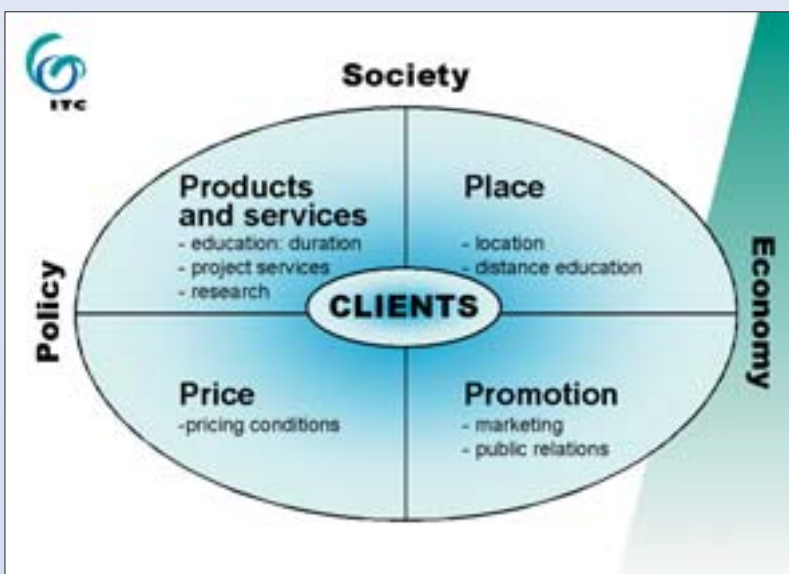 ITC
Society
Products
and services
- education: duration
- project services
- research
Place
- location
- distance education
Policy
CLIENTS
Economy
Price
-pricing conditions
Promotion
- marketing
- public relations